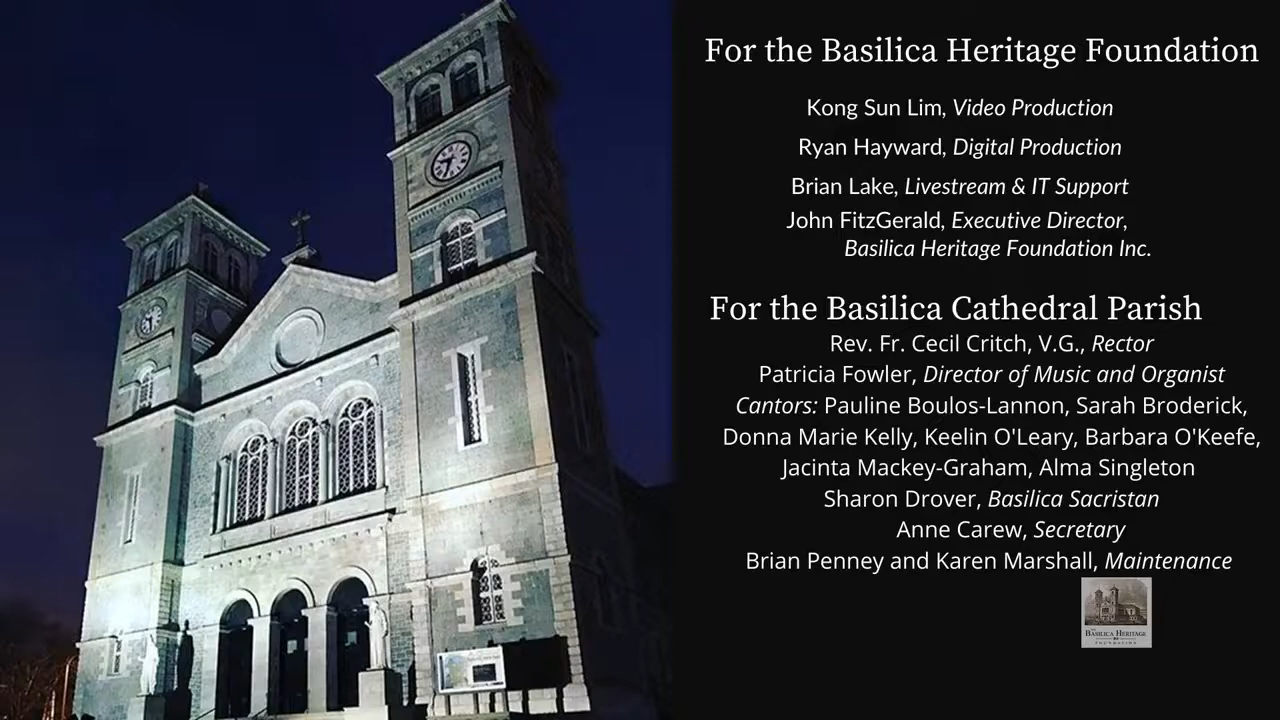 For the Basilica Heritage Foundation
Kong Sun Lim, Video Production
Ryan Hayward, Digital Production
Brian Lake, Livestream & IT Support
John FitzGerald, Executive Director,
Basilica Heritage Foundation Inc.
For the Basilica Cathedral Parish
Rev. Fr. Cecil Critch, V.G., Rector
Patricia Fowler, Director of Music and Organist
Cantors: Pauline Boulos-Lannon, Sarah Broderick,
Donna Marie Kelly, Keelin O'Leary, Barbara O'Keefe,
Jacinta Mackey-Graham, Alma Singleton
Sharon Drover, Basilica Sacristan
Anne Carew, Secretary
Brian Penney and Karen Marshall, Maintenance
BASILICA HERITAGE
FOUNDATION